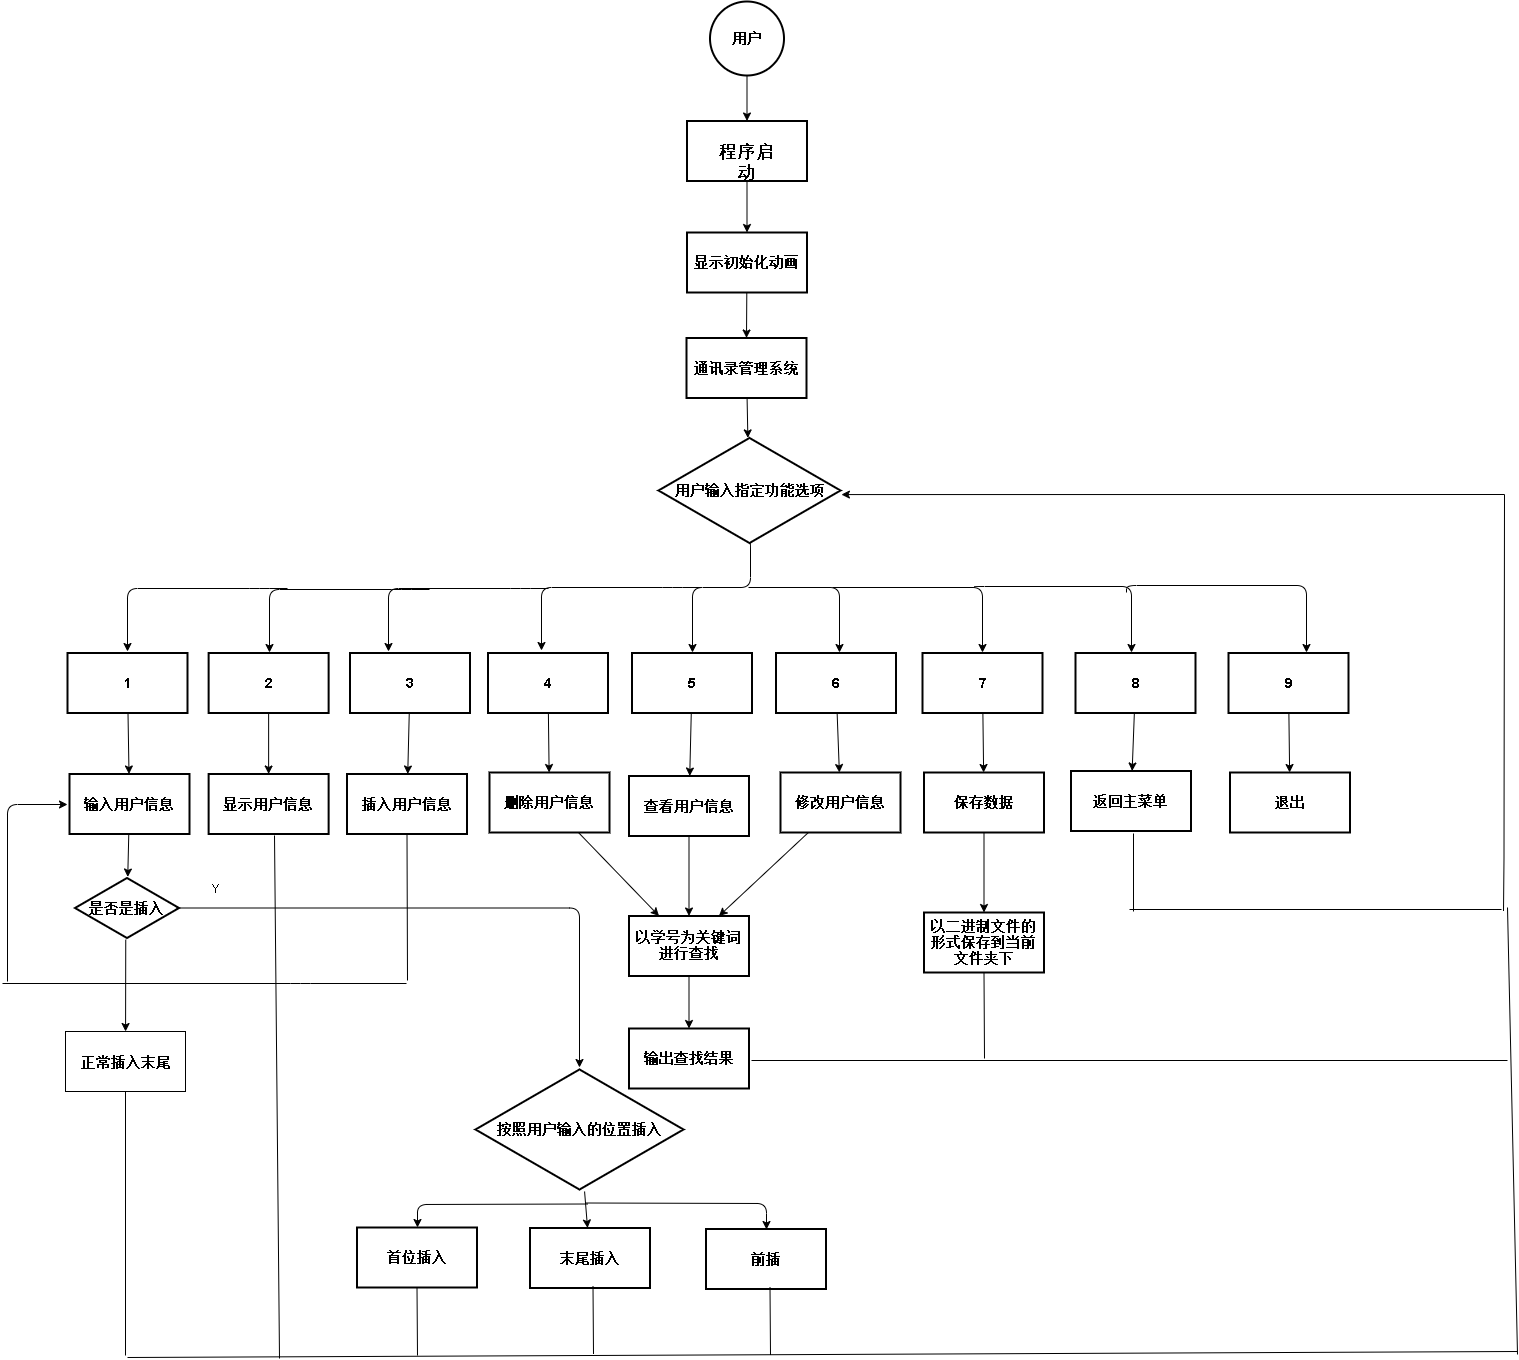 用户
程序启
动
显示初始化动画
通讯录管理系统
用户输入指定功能选项
1
2
3
4
5
6
7
8
9
输入用户信息
显示用户信息
插入用户信息
删除用户信息
查看用户信息
修改用户信息
保存数据
返回主菜单
退出
是否是插入
Y
以学号为关键词
进行查找
以二进制文件的
形式保存到当前
文件夹下
正常插入末尾
输出查找结果
按照用户输入的位置插入
首位插入
末尾插入
前插